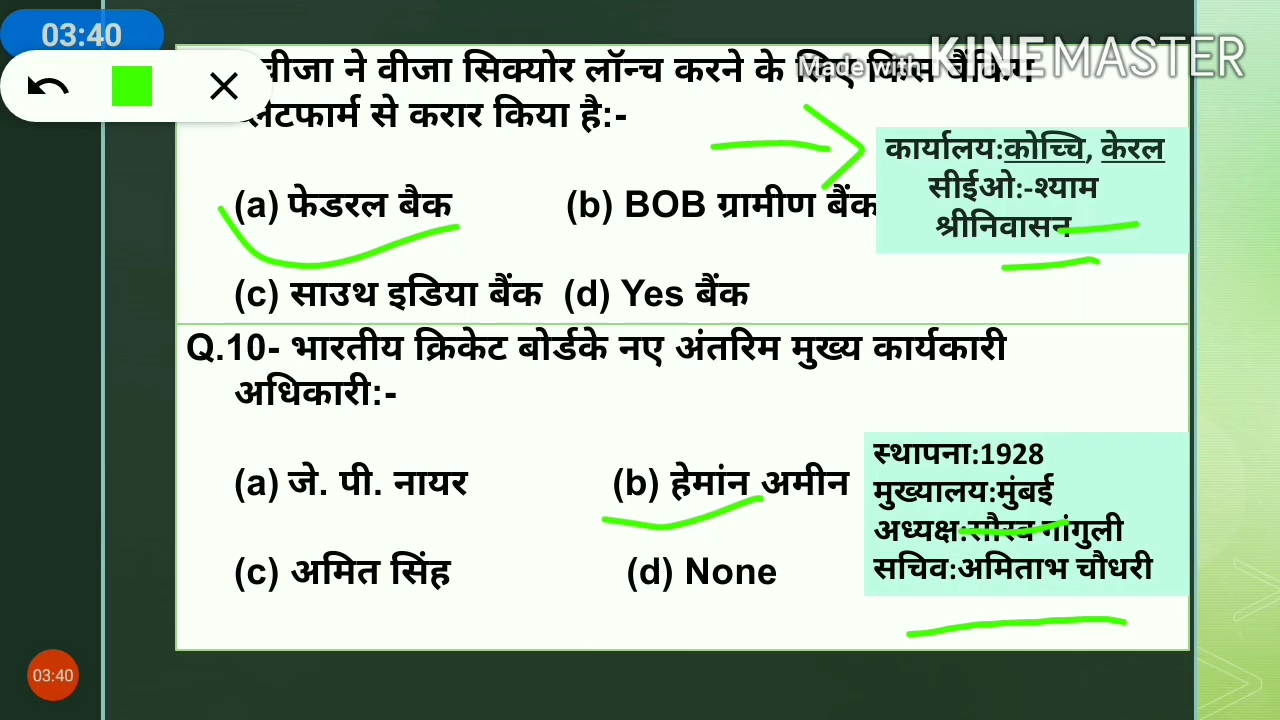 03:40
वीजा ने वीजा सिक्योर लॉन्च करने के लिए किस बैंकिंग
प्लेटफार्म से करार किया है:-
Made with KINEMASTER
कार्यालय:कोच्चि, केरल
सीईओ:-श्याम
श्रीनिवासन
(a) फेडरल बैक (b) BOB ग्रामीण बैंक
(c) साउथ इडिया बैंक (d) Yes बैंक
Q.10- भारतीय क्रिकेट बोर्डके नए अंतरिम मुख्य कार्यकारी
अधिकारी:-
(a) जे. पी. नायर (b) हेमांन अमीन
(c) अमित सिंह (d) None
स्थापना:1928
मुख्यालय:मुंबई
अध्यक्ष:सौरव गांगुली
सचिव:अमिताभ चौधरी
03:40